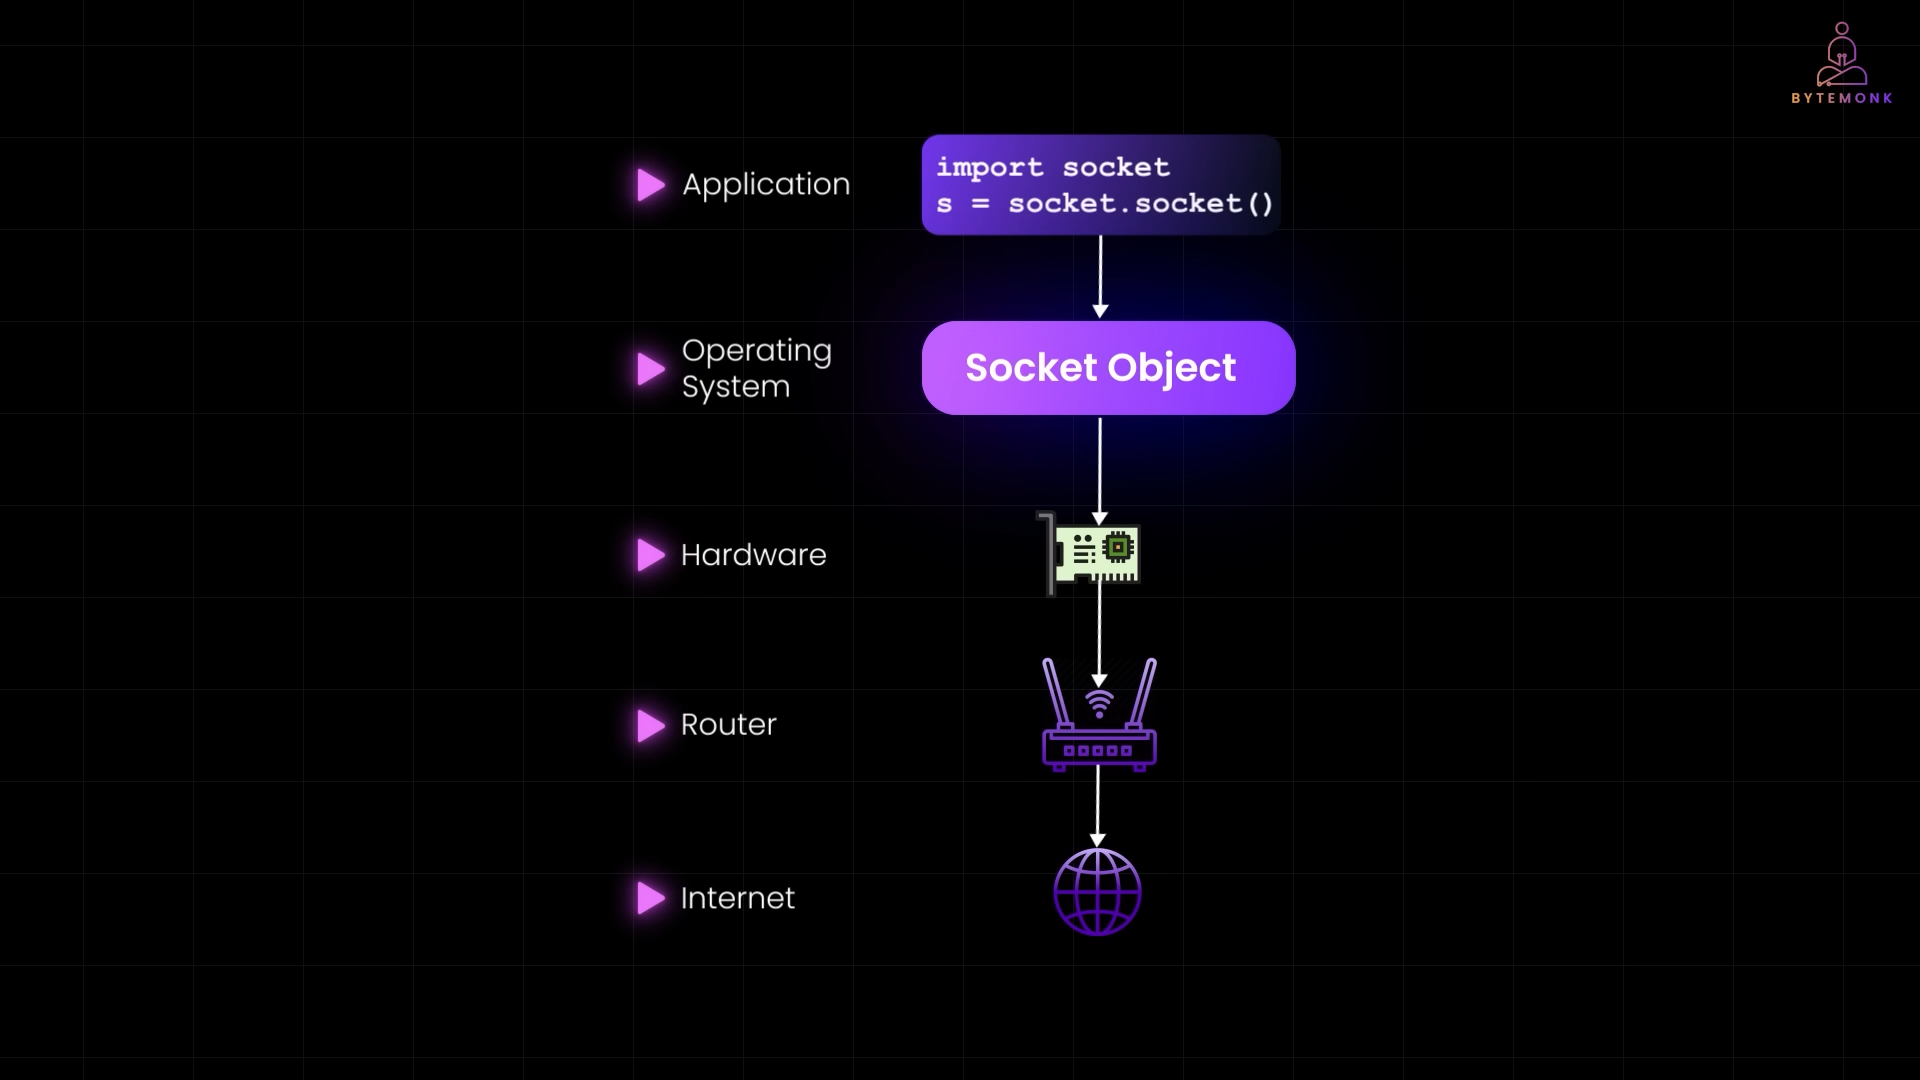 BYTEMONK
Application
import socket
s = socket.socket()
Operating
System
Socket Object
Hardware
Router
Internet